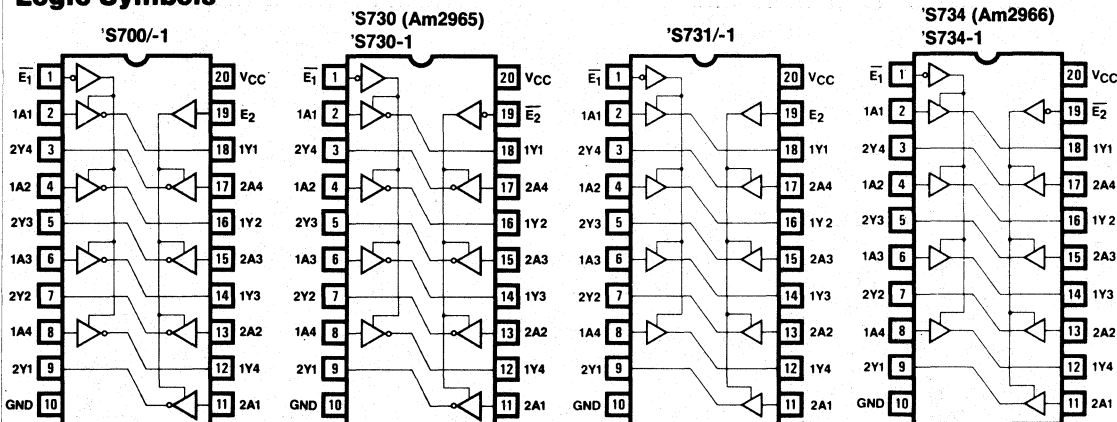 Logic Symbols
'S700/-1
E̅1̅ 1 20 VCC
1A1 2 19 E2
2Y4 3 18 1Y1
1A2 4 17 2A4
2Y3 5 16 1Y2
1A3 6 15 2A3
2Y2 7 14 1Y3
1A4 8 13 2A2
2Y1 9 12 1Y4
GND 10 11 2A1
'S730 (Am2965)
'S730-1
E̅1̅ 1 20 VCC
1A1 2 19 E̅2̅
2Y4 3 18 1Y1
1A2 4 17 2A4
2Y3 5 16 1Y2
1A3 6 15 2A3
2Y2 7 14 1Y3
1A4 8 13 2A2
2Y1 9 12 1Y4
GND 10 11 2A1
'S731/-1
E̅1̅ 1 20 VCC
1A1 2 19 E2
2Y4 3 18 1Y1
1A2 4 17 2A4
2Y3 5 16 1Y2
1A3 6 15 2A3
2Y2 7 14 1Y3
1A4 8 13 2A2
2Y1 9 12 1Y4
GND 10 11 2A1
'S734 (Am2966)
'S734-1
E̅1̅ 1 20 VCC
1A1 2 19 E̅2̅
2Y4 3 18 1Y1
1A2 4 17 2A4
2Y3 5 16 1Y2
1A3 6 15 2A3
2Y2 7 14 1Y3
1A4 8 13 2A2
2Y1 9 12 1Y4
GND 10 11 2A1